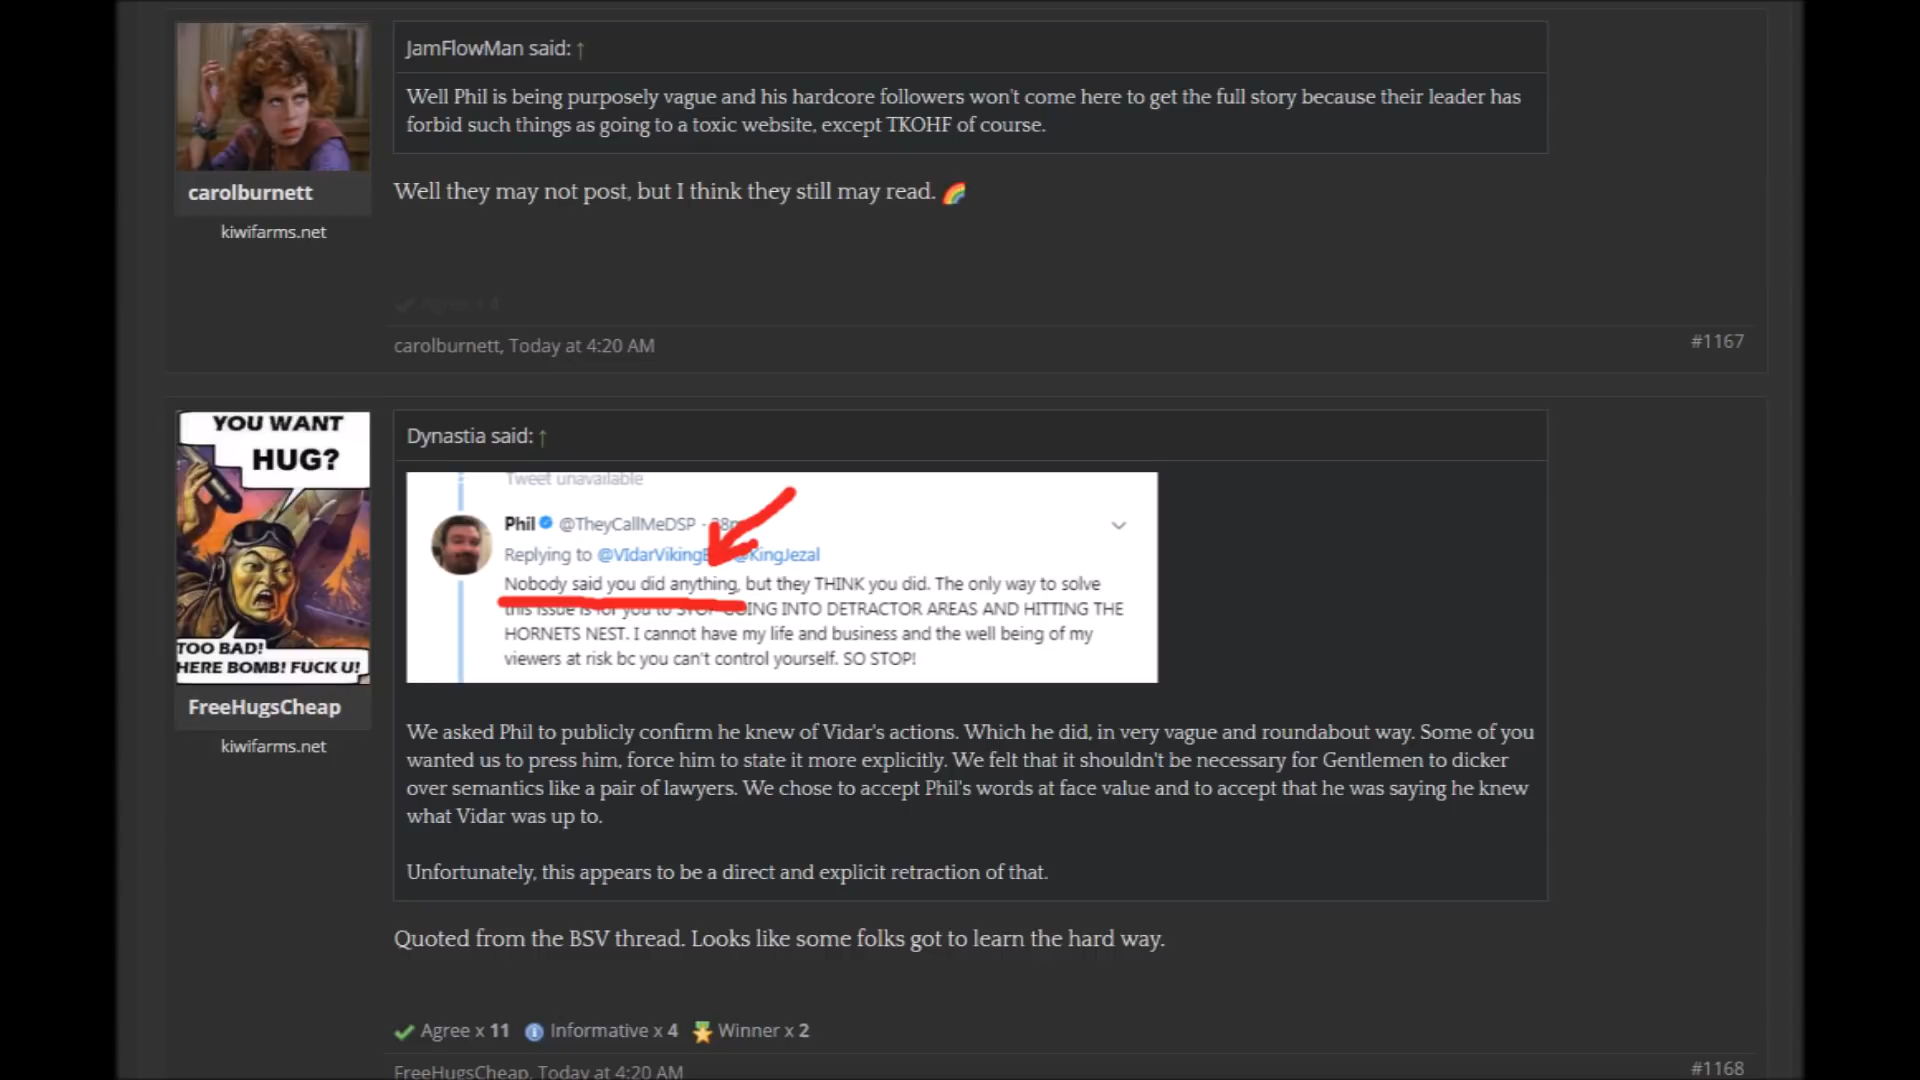 JamFlowMan said: ↑
Well Phil is being purposely vague and his hardcore followers won't come here to get the full story because their leader has
forbid such things as going to a toxic website, except TKOHF of course.
carolburnett
kiwifarms.net
Well they may not post, but I think they still may read. 🌈
Agree x 4
carolburnett, Today at 4:20 AM
#1167
YOU WANT
HUG?
TOO BAD!
HERE BOMB! FUCK U!
FreeHugsCheap
kiwifarms.net
Dynastia said: ↑
Tweet unavailable
Phil @TheyCallMeDSP ·
Replying to @VIdarViking @KingJezal
Nobody said you did anything, but they THINK you did. The only way to solve
this issue is for you to STOP GOING INTO DETRACTOR AREAS AND HITTING THE
HORNETS NEST. I cannot have my life and business and the well being of my
viewers at risk bc you can't control yourself. SO STOP!
We asked Phil to publicly confirm he knew of Vidar's actions. Which he did, in very vague and roundabout way. Some of you
wanted us to press him, force him to state it more explicitly. We felt that it shouldn't be necessary for Gentlemen to dicker
over semantics like a pair of lawyers. We chose to accept Phil's words at face value and to accept that he was saying he knew
what Vidar was up to.
Unfortunately, this appears to be a direct and explicit retraction of that.
Quoted from the BSV thread. Looks like some folks got to learn the hard way.
Agree x 11 Informative x 4 Winner x 2
FreeHugsCheap, Today at 4:20 AM
#1168